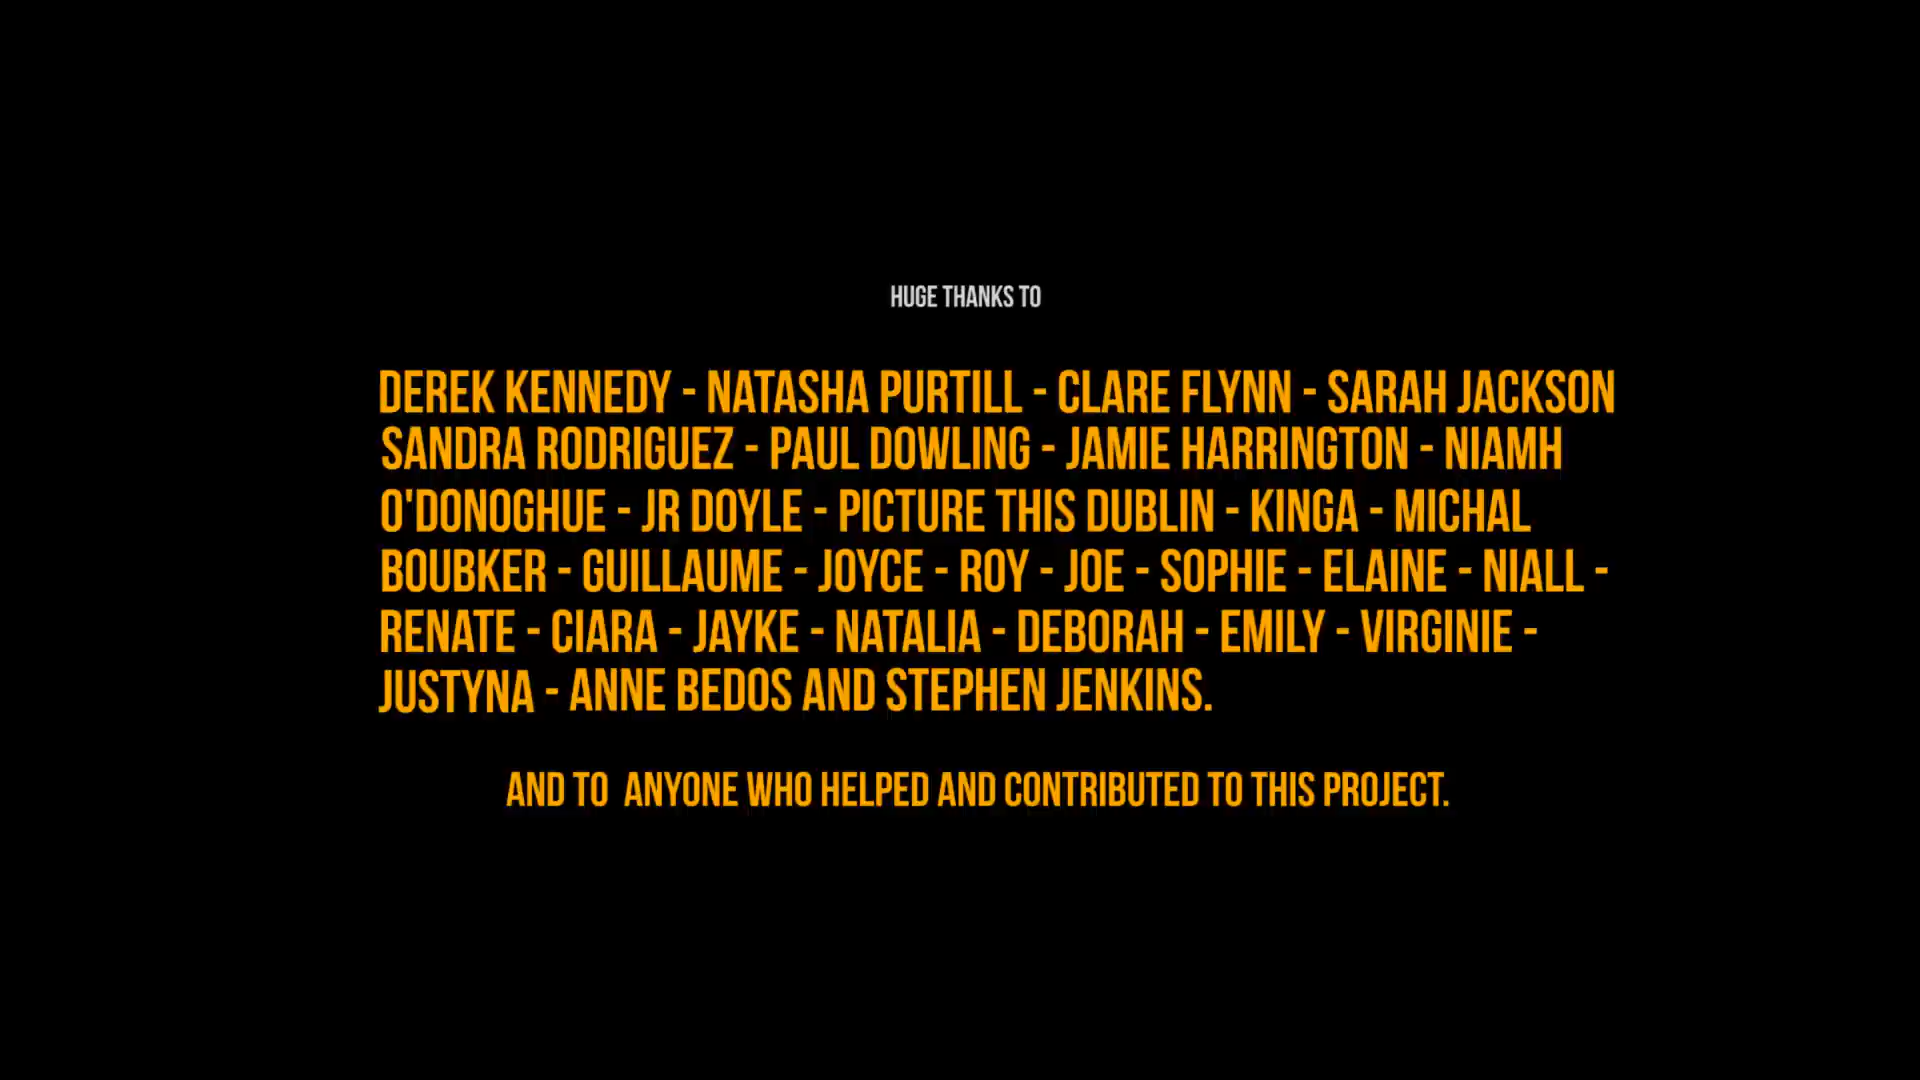 HUGE THANKS TO
DEREK KENNEDY - NATASHA PURTILL - CLARE FLYNN - SARAH JACKSON
SANDRA RODRIGUEZ - PAUL DOWLING - JAMIE HARRINGTON - NIAMH
O'DONOGHUE - JR DOYLE - PICTURE THIS DUBLIN - KINGA - MICHAL
BOUBKER - GUILLAUME - JOYCE - ROY - JOE - SOPHIE - ELAINE - NIALL -
RENATE - CIARA - JAYKE - NATALIA - DEBORAH - EMILY - VIRGINIE -
JUSTYNA - ANNE BEDOS AND STEPHEN JENKINS.
AND TO  ANYONE WHO HELPED AND CONTRIBUTED TO THIS PROJECT.